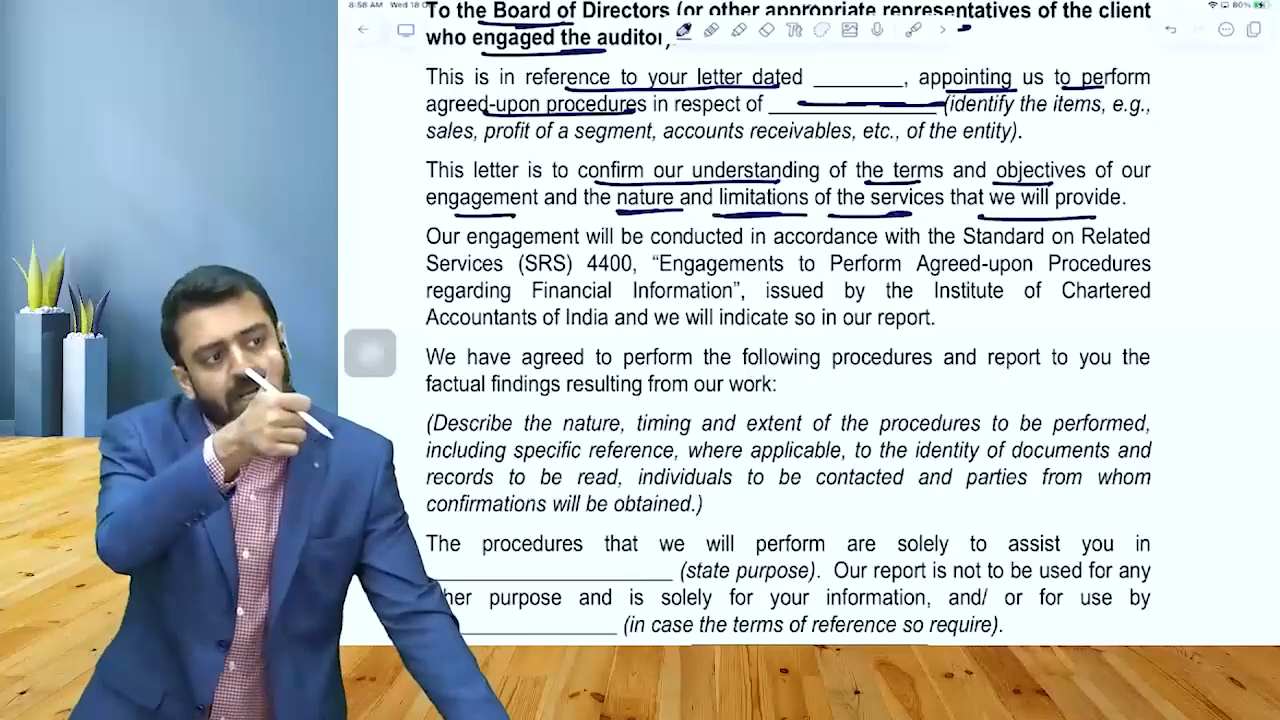 8:58 AM Wed 18 O
80%
To the Board of Directors (or other appropriate representatives of the client
who engaged the auditor)
This is in reference to your letter dated ________, appointing us to perform
agreed-upon procedures in respect of _______________ (identify the items, e.g.,
sales, profit of a segment, accounts receivables, etc., of the entity).
This letter is to confirm our understanding of the terms and objectives of our
engagement and the nature and limitations of the services that we will provide.
Our engagement will be conducted in accordance with the Standard on Related
Services (SRS) 4400, “Engagements to Perform Agreed-upon Procedures
regarding Financial Information”, issued by the Institute of Chartered
Accountants of India and we will indicate so in our report.
We have agreed to perform the following procedures and report to you the
factual findings resulting from our work:
(Describe the nature, timing and extent of the procedures to be performed,
including specific reference, where applicable, to the identity of documents and
records to be read, individuals to be contacted and parties from whom
confirmations will be obtained.)
The procedures that we will perform are solely to assist you in
_____________________ (state purpose). Our report is not to be used for any
her purpose and is solely for your information, and/ or for use by
______________ (in case the terms of reference so require).